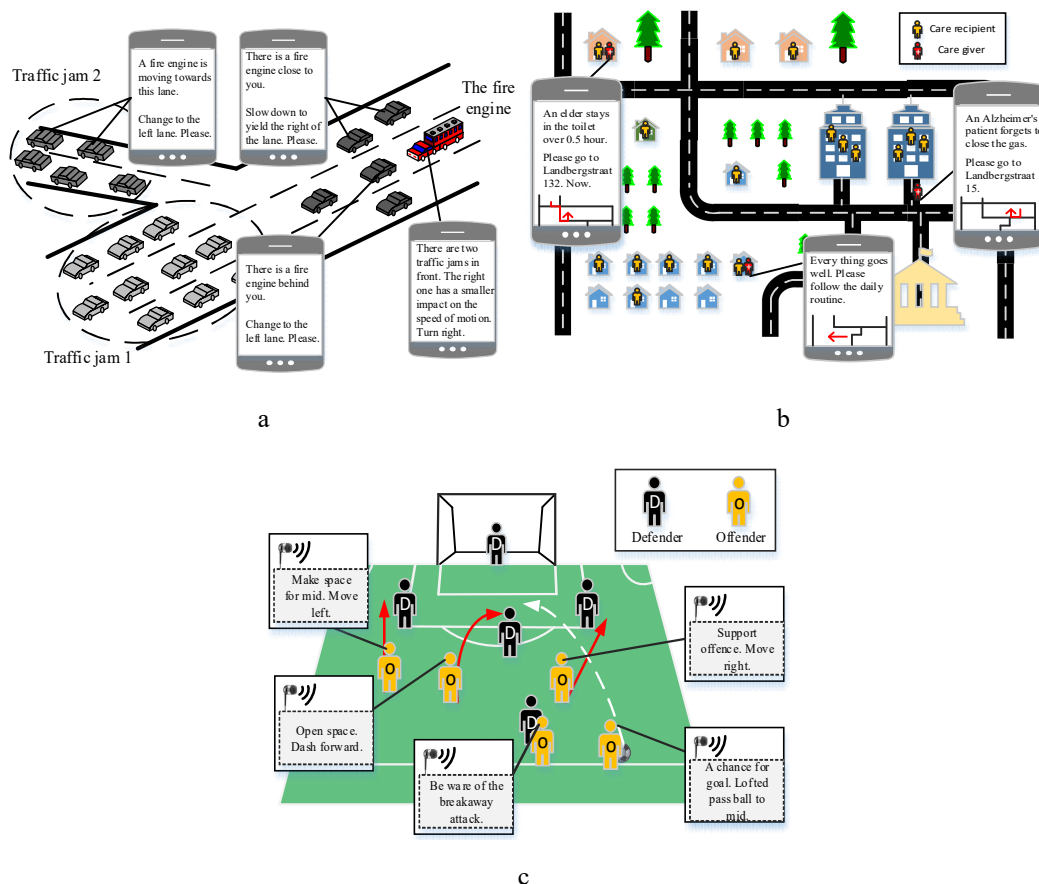 Traffic jam 2
A fire engine is
moving towards
this lane.
Change to the
left lane. Please.
There is a fire
engine close to
you.
Slow down to
yield the right of
the lane. Please.
The fire
engine
There is a fire
engine behind
you.
Change to the
left lane. Please.
There are two
traffic jams in
front. The right
one has a smaller
impact on the
speed of motion.
Turn right.
Traffic jam 1
a
Care recipient
Care giver
An elder stays
in the toilet
over 0.5 hour.
Please go to
Landbergstraat
132. Now.
An Alzheimer's
patient forgets to
close the gas.
Please go to
Landbergstraat
15.
Every thing goes
well. Please
follow the daily
routine.
b
D
O
Defender
Offender
Make space
for mid. Move
left.
Support
offence. Move
right.
Open space.
Dash forward.
Be ware of the
breakaway
attack.
A chance for
goal. Lofted
pass ball to
mid.
D
D
D
D
O
O
O
D
O
O
c